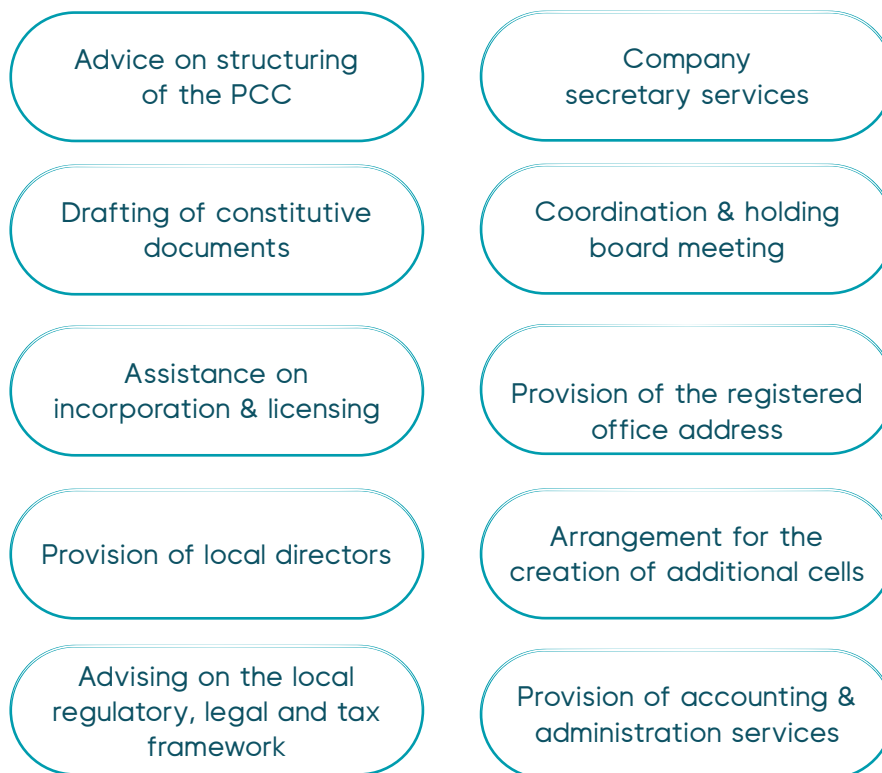 Advice on structuring
of the PCC
Company
secretary services
Drafting of constitutive
documents
Coordination & holding
board meeting
Assistance on
incorporation & licensing
Provision of the registered
office address
Provision of local directors
Arrangement for the
creation of additional cells
Advising on the local
regulatory, legal and tax
framework
Provision of accounting &
administration services